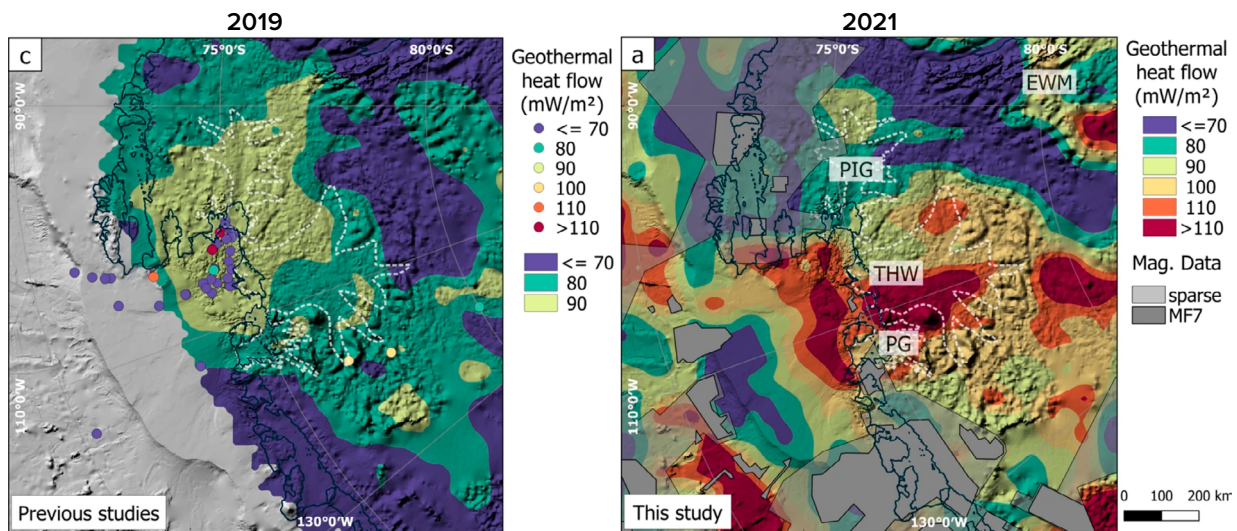 2019
c
75°0'S
80°0'S
90°0'W
110°0'W
130°0'W
Previous studies
Geothermal
heat flow
(mW/m²)
<= 70
80
90
100
110
>110
<= 70
80
90
2021
a
75°0'S
80°0'S
90°0'W
110°0'W
130°0'W
EWM
PIG
THW
PG
This study
Geothermal
heat flow
(mW/m²)
<=70
80
90
100
110
>110
Mag. Data
sparse
MF7
0 100 200 km